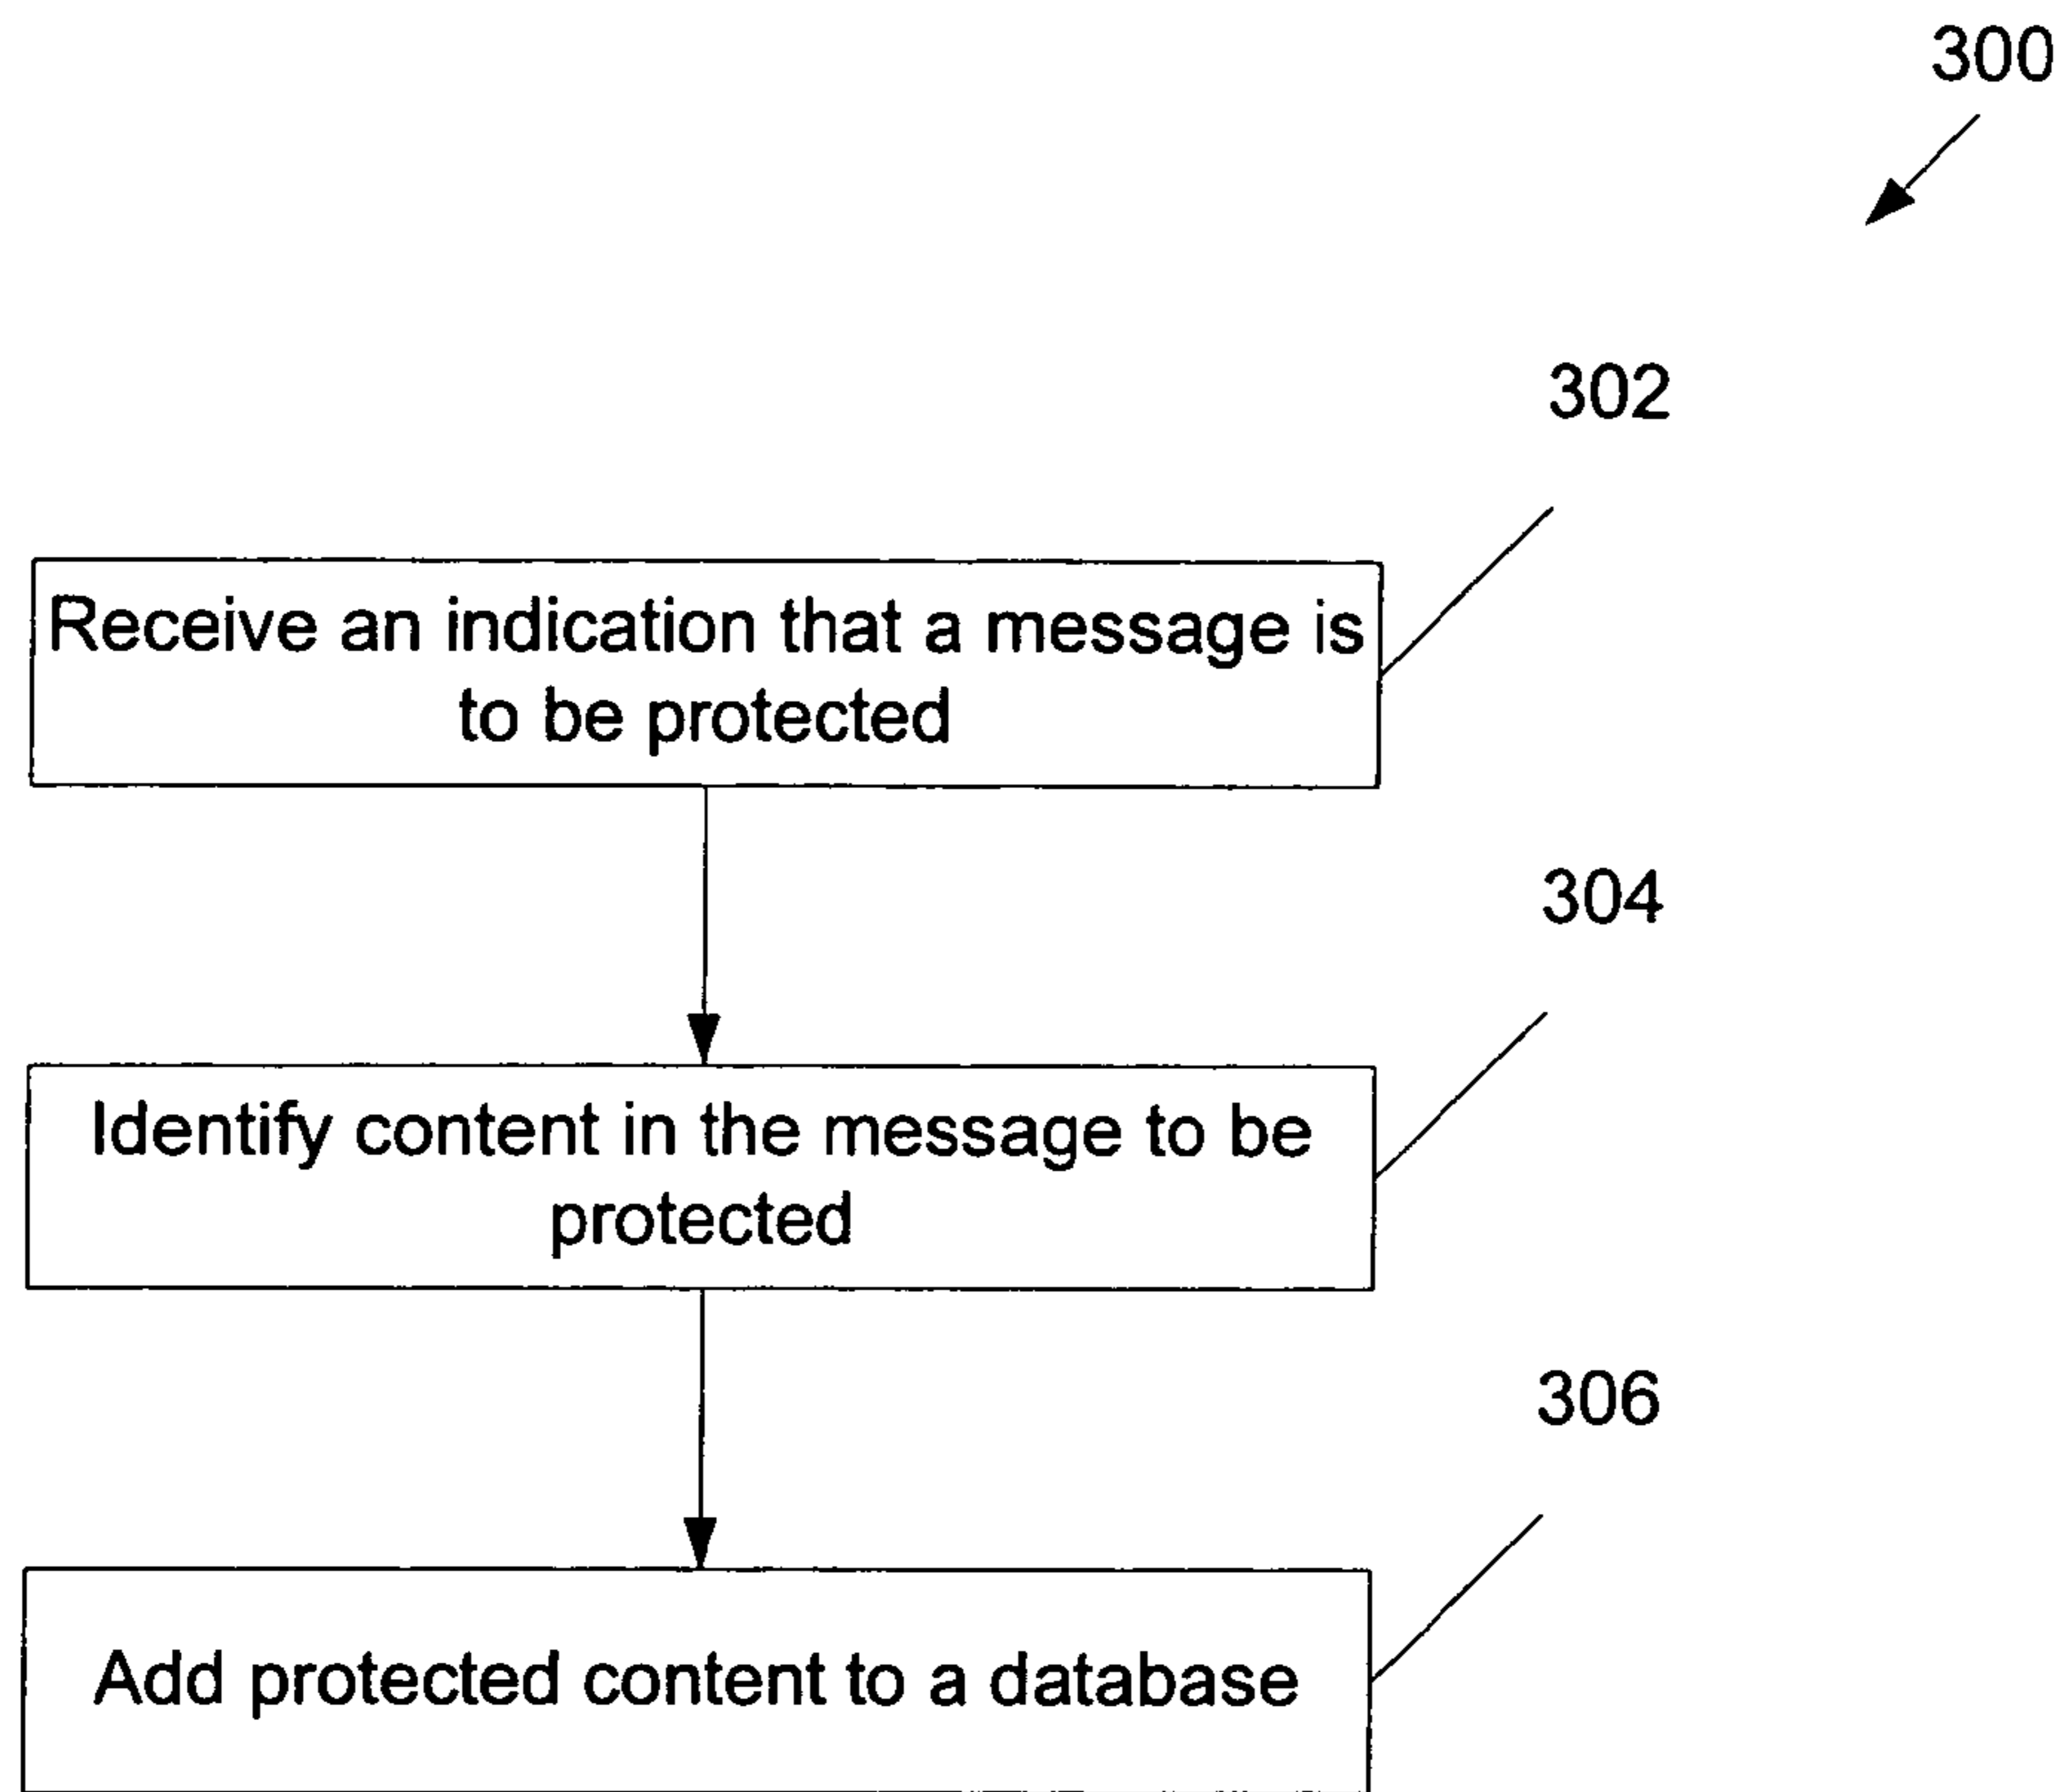 300
302
Receive an indication that a message is
to be protected
304
Identify content in the message to be
protected
306
Add protected content to a database